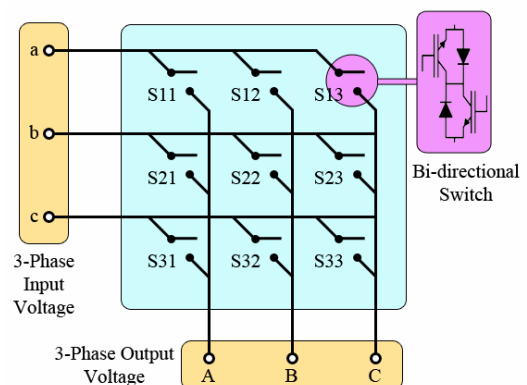 a
S11 S12 S13
b
S21 S22 S23
Bi-directional
Switch
c
S31 S32 S33
3-Phase
Input
Voltage
3-Phase Output
Voltage
A B C